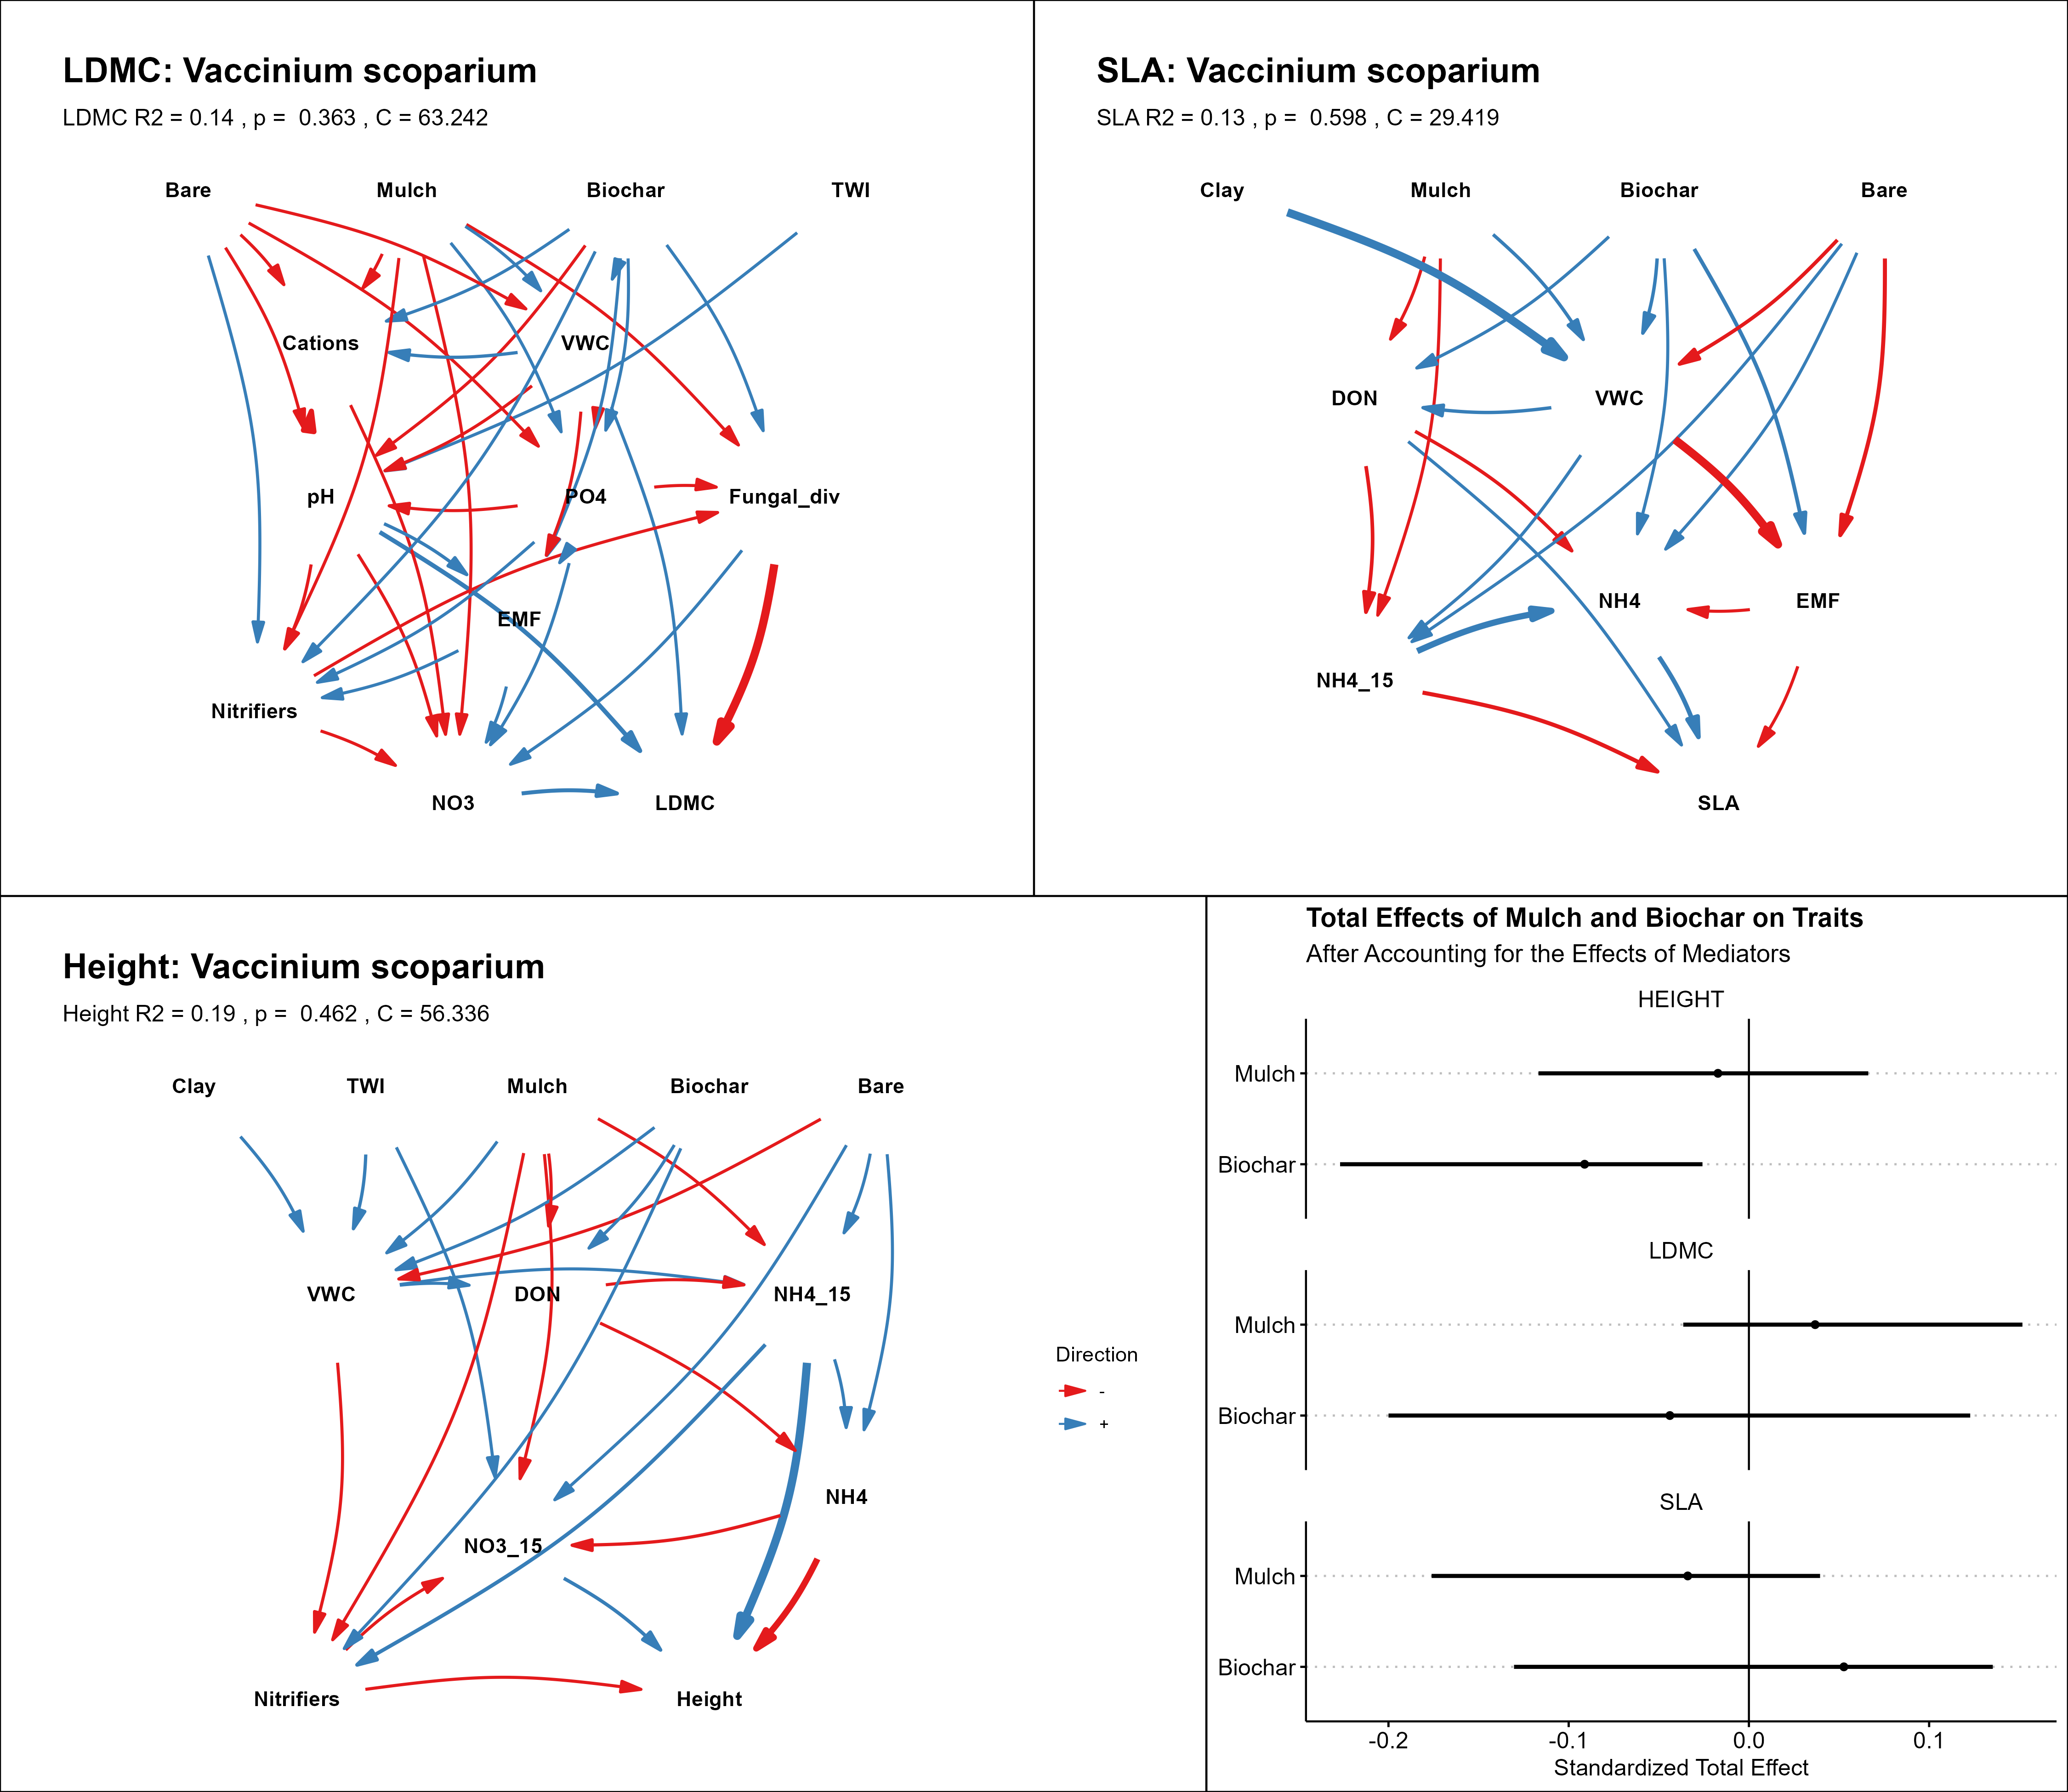 LDMC: Vaccinium scoparium
LDMC R2 = 0.14 , p =  0.363 , C = 63.242
Bare Mulch Biochar TWI
Cations VWC
pH PO4 Fungal_div
EMF
Nitrifiers
NO3 LDMC
SLA: Vaccinium scoparium
SLA R2 = 0.13 , p =  0.598 , C = 29.419
Clay Mulch Biochar Bare
DON VWC
NH4 EMF
NH4_15
SLA
Height: Vaccinium scoparium
Height R2 = 0.19 , p =  0.462 , C = 56.336
Clay TWI Mulch Biochar Bare
VWC DON NH4_15
NH4
NO3_15
Nitrifiers Height
Direction
-
+
Total Effects of Mulch and Biochar on Traits
After Accounting for the Effects of Mediators
HEIGHT
Mulch
Biochar
LDMC
Mulch
Biochar
SLA
Mulch
Biochar
-0.2 -0.1 0.0 0.1
Standardized Total Effect